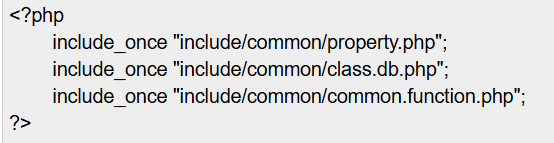 <?php
include_once "include/common/property.php";
include_once "include/common/class.db.php";
include_once "include/common/common.function.php";
?>